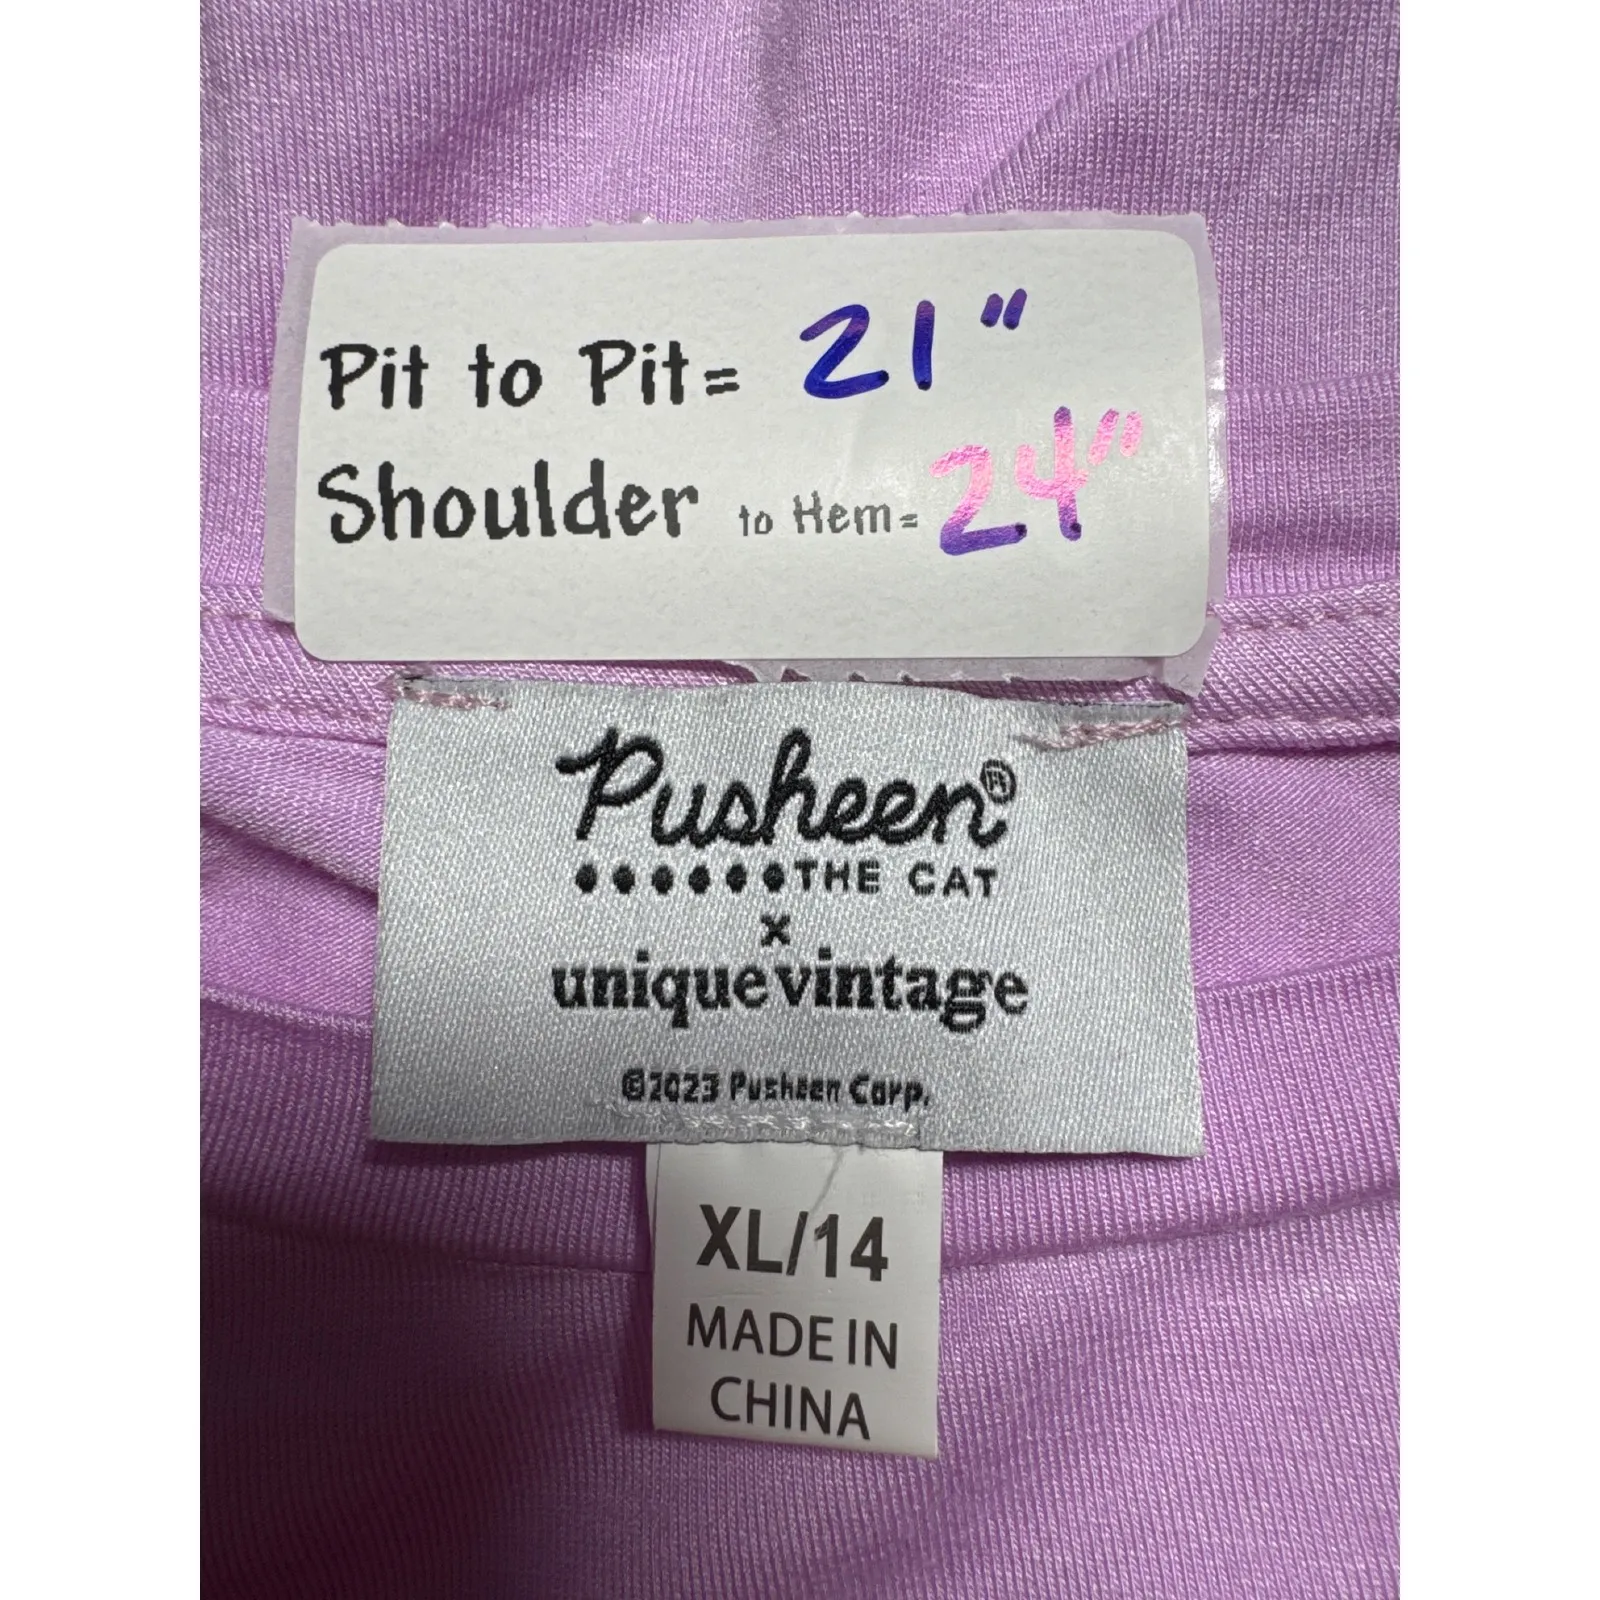 Pit to Pit= 21"
Shoulder to Hem= 24"
Pusheen®
THE CAT
x
uniquevintage
©2023 Pusheen Corp.
XL/14
MADE IN
CHINA